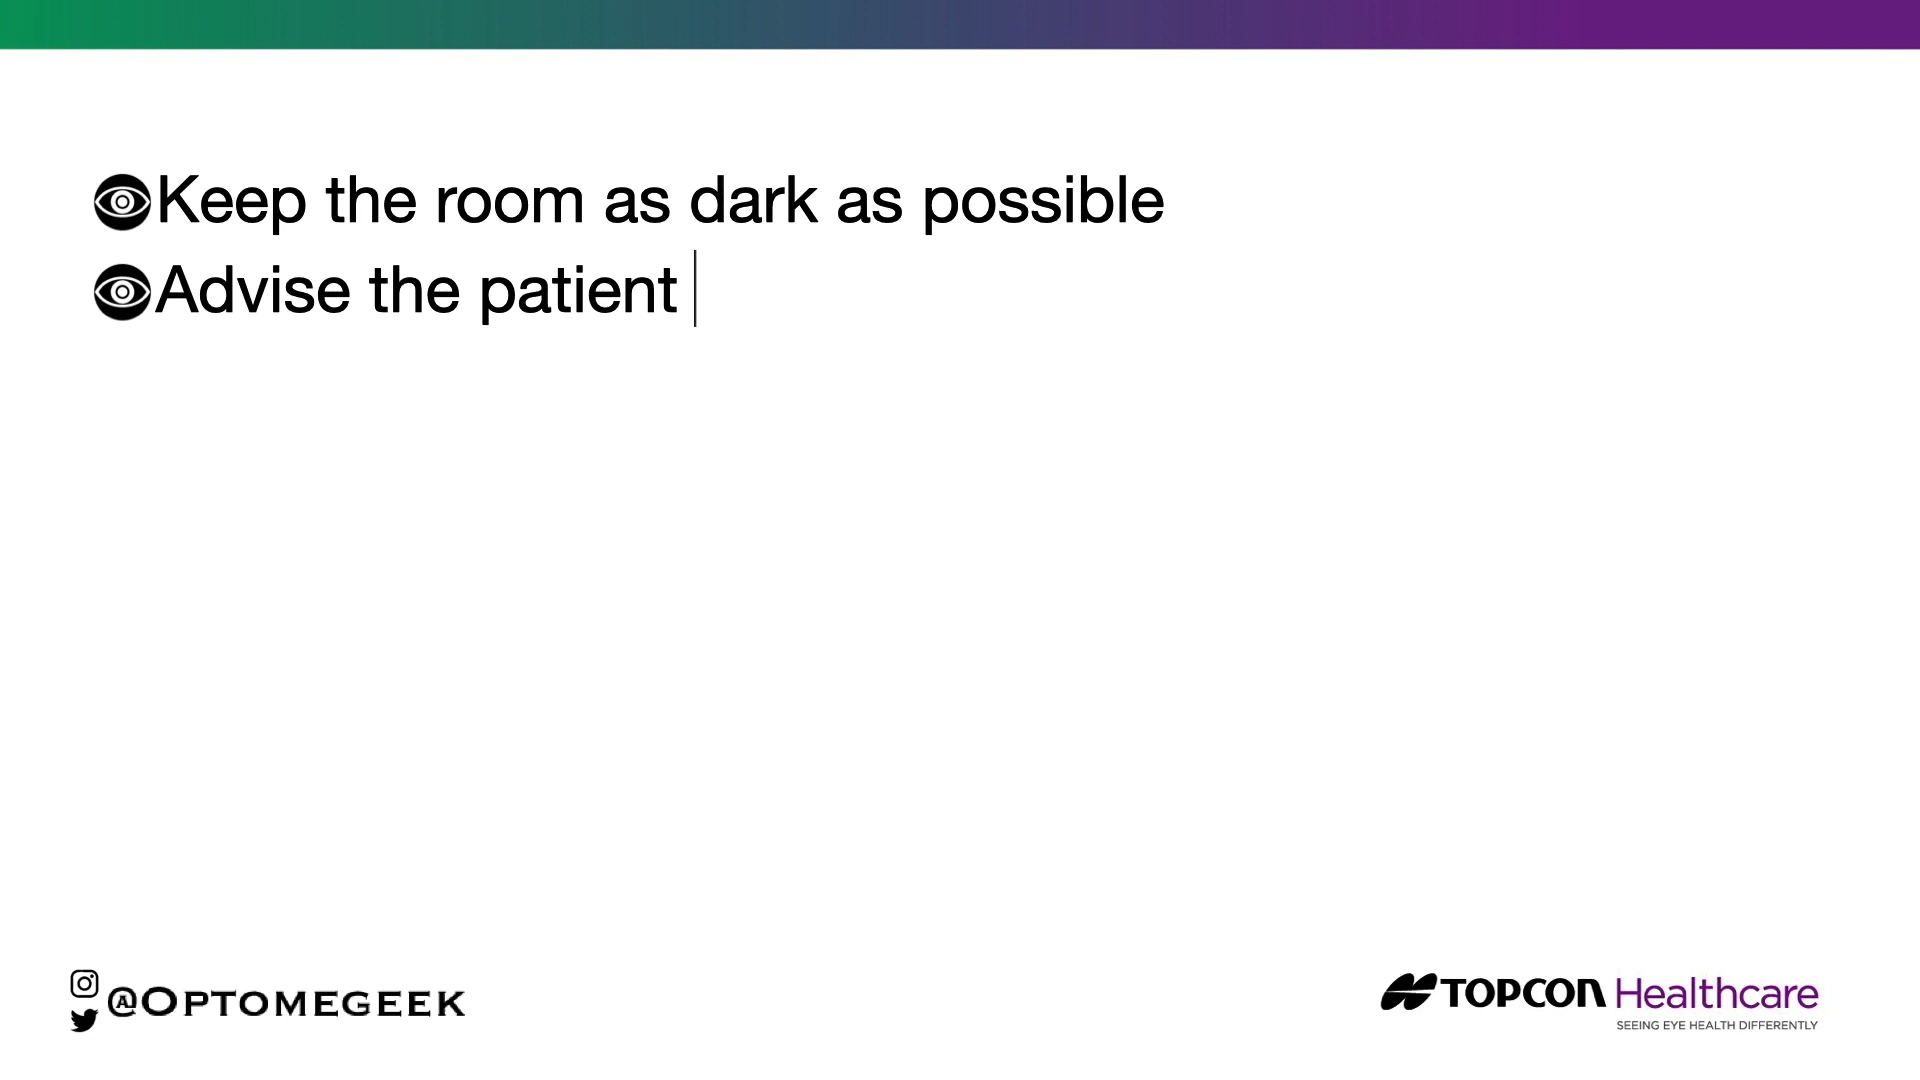 Keep the room as dark as possible
Advise the patient
@OPTOMEGEEK
TOPCON Healthcare
SEEING EYE HEALTH DIFFERENTLY